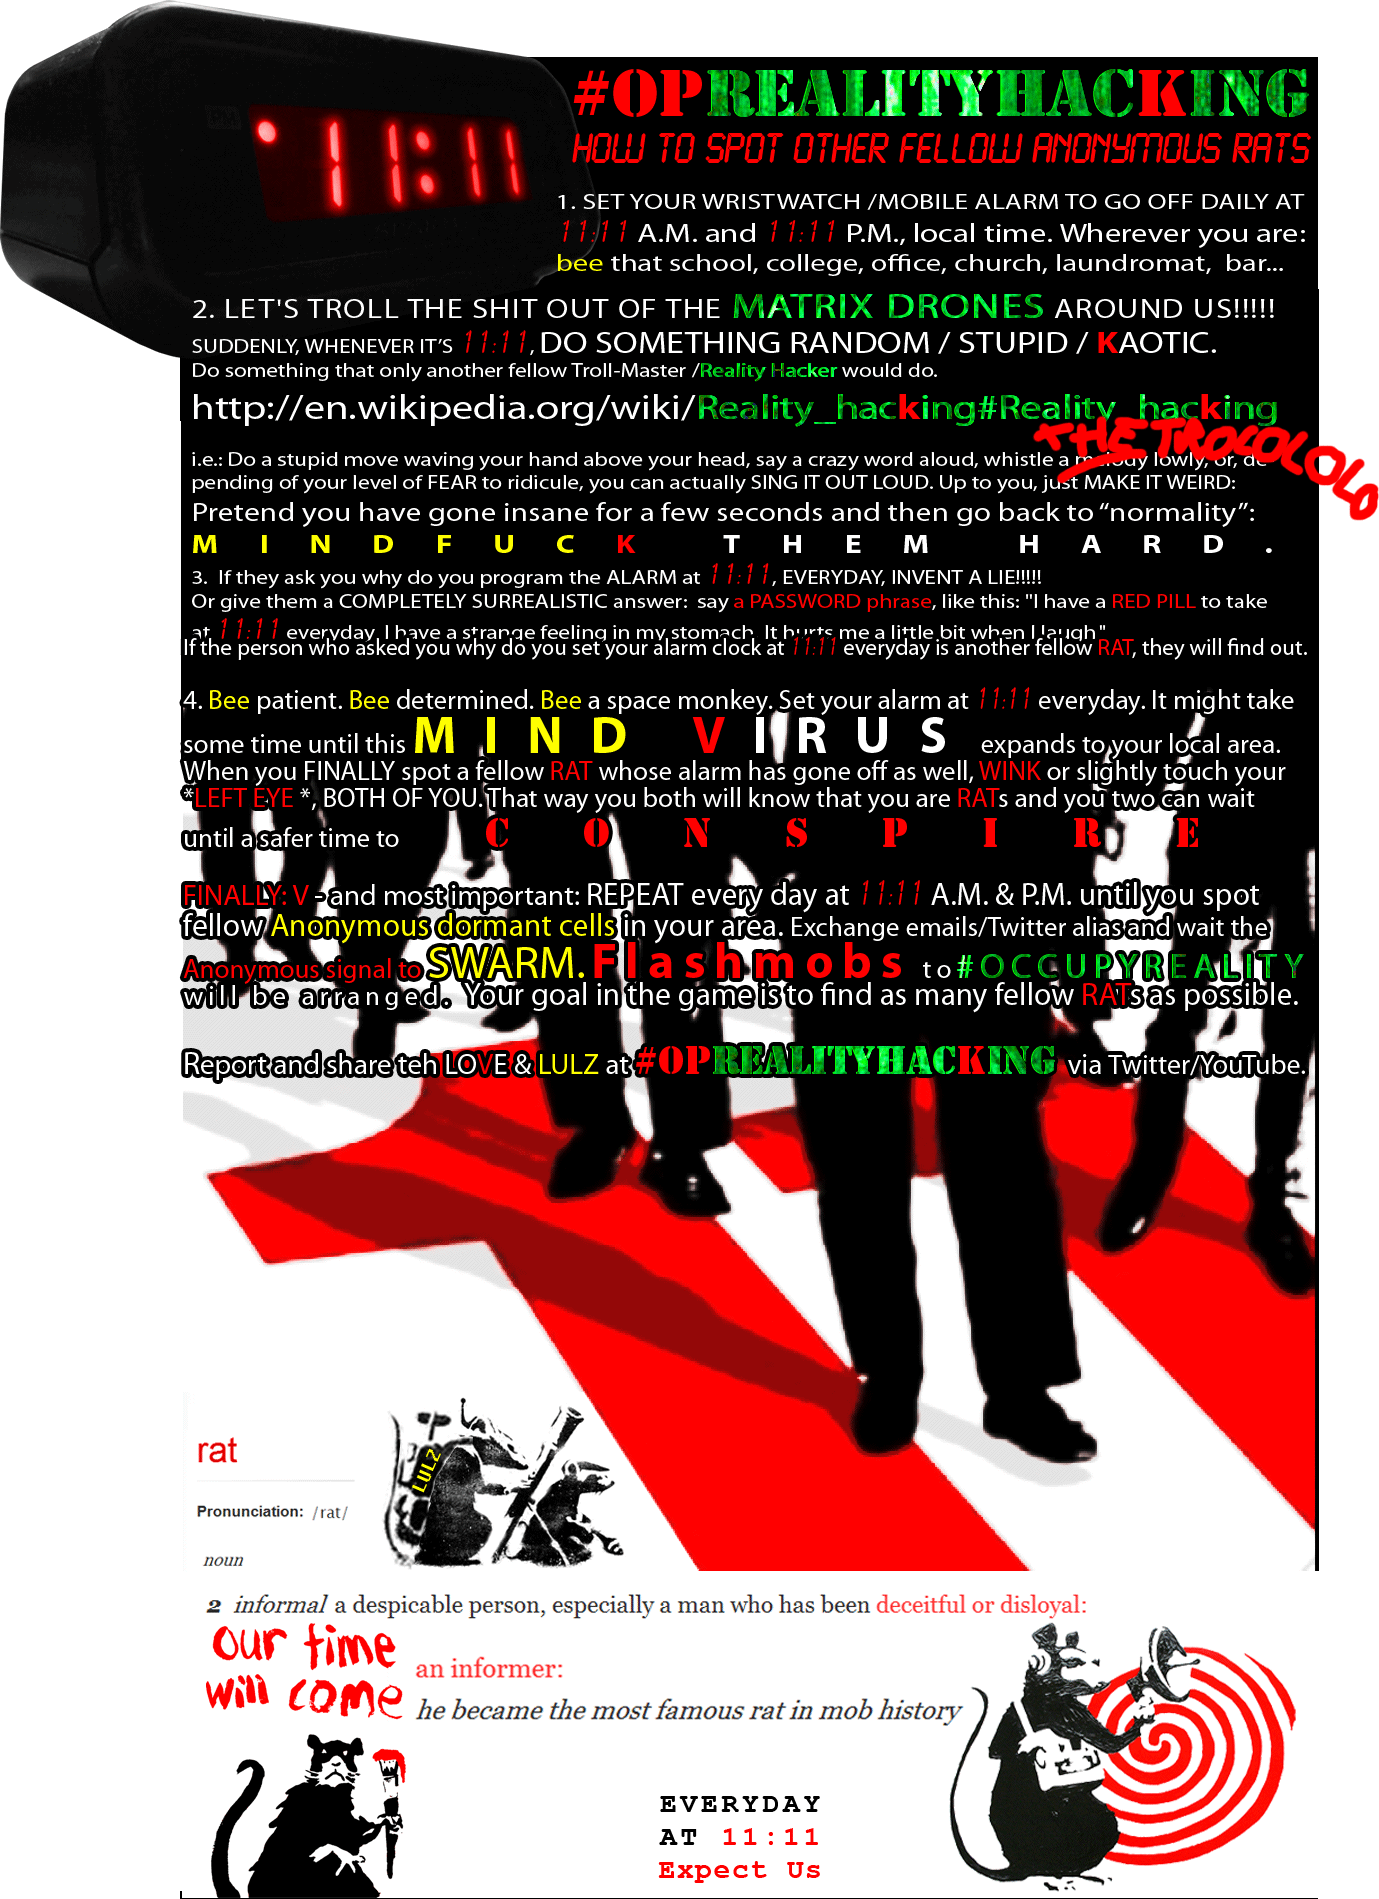 11:11
#OPREALITYHACKING
HOW TO SPOT OTHER FELLOW ANONYMOUS RATS
1. SET YOUR WRISTWATCH /MOBILE ALARM TO GO OFF DAILY AT
11:11 A.M. and 11:11 P.M., local time. Wherever you are:
bee that school, college, office, church, laundromat, bar...
2. LET'S TROLL THE SHIT OUT OF THE MATRIX DRONES AROUND US!!!!!
SUDDENLY, WHENEVER IT'S 11:11, DO SOMETHING RANDOM / STUPID / KAOTIC.
Do something that only another fellow Troll-Master /Reality Hacker would do.
http://en.wikipedia.org/wiki/Reality_hacking#Reality_hacking
THE TROLOLOLO
i.e.: Do a stupid move waving your hand above your head, say a crazy word aloud, whistle a melody lowly, or, de
pending of your level of FEAR to ridicule, you can actually SING IT OUT LOUD. Up to you, just MAKE IT WEIRD:
Pretend you have gone insane for a few seconds and then go back to “normality”:
MINDFUCK THEM HARD.
3. If they ask you why do you program the ALARM at 11:11, EVERYDAY, INVENT A LIE!!!!!
Or give them a COMPLETELY SURREALISTIC answer: say a PASSWORD phrase, like this: "I have a RED PILL to take
at 11:11 everyday. I have a strange feeling in my stomach. It hurts me a little bit when I laugh"
If the person who asked you why do you set your alarm clock at 11:11 everyday is another fellow RAT, they will find out.
4. Bee patient. Bee determined. Bee a space monkey. Set your alarm at 11:11 everyday. It might take
some time until this MIND VIRUS expands to your local area.
When you FINALLY spot a fellow RAT whose alarm has gone off as well, WINK or slightly touch your
*LEFT EYE *, BOTH OF YOU. That way you both will know that you are RATs and you two can wait
until a safer time to CONSPIRE
FINALLY: V - and most important: REPEAT every day at 11:11 A.M. & P.M. until you spot
fellow Anonymous dormant cells in your area. Exchange emails/Twitter alias and wait the
Anonymous signal to SWARM. Flashmobs to #OCCUPYREALITY
will be arranged. Your goal in the game is to find as many fellow RATs as possible.
Report and share teh LOVE & LULZ at #OPREALITYHACKING via Twitter/YouTube.
LULZ
rat
Pronunciation: /rat/
noun
2 informal a despicable person, especially a man who has been deceitful or disloyal:
our time
will come
an informer:
he became the most famous rat in mob history
EVERYDAY
AT 11:11
Expect Us